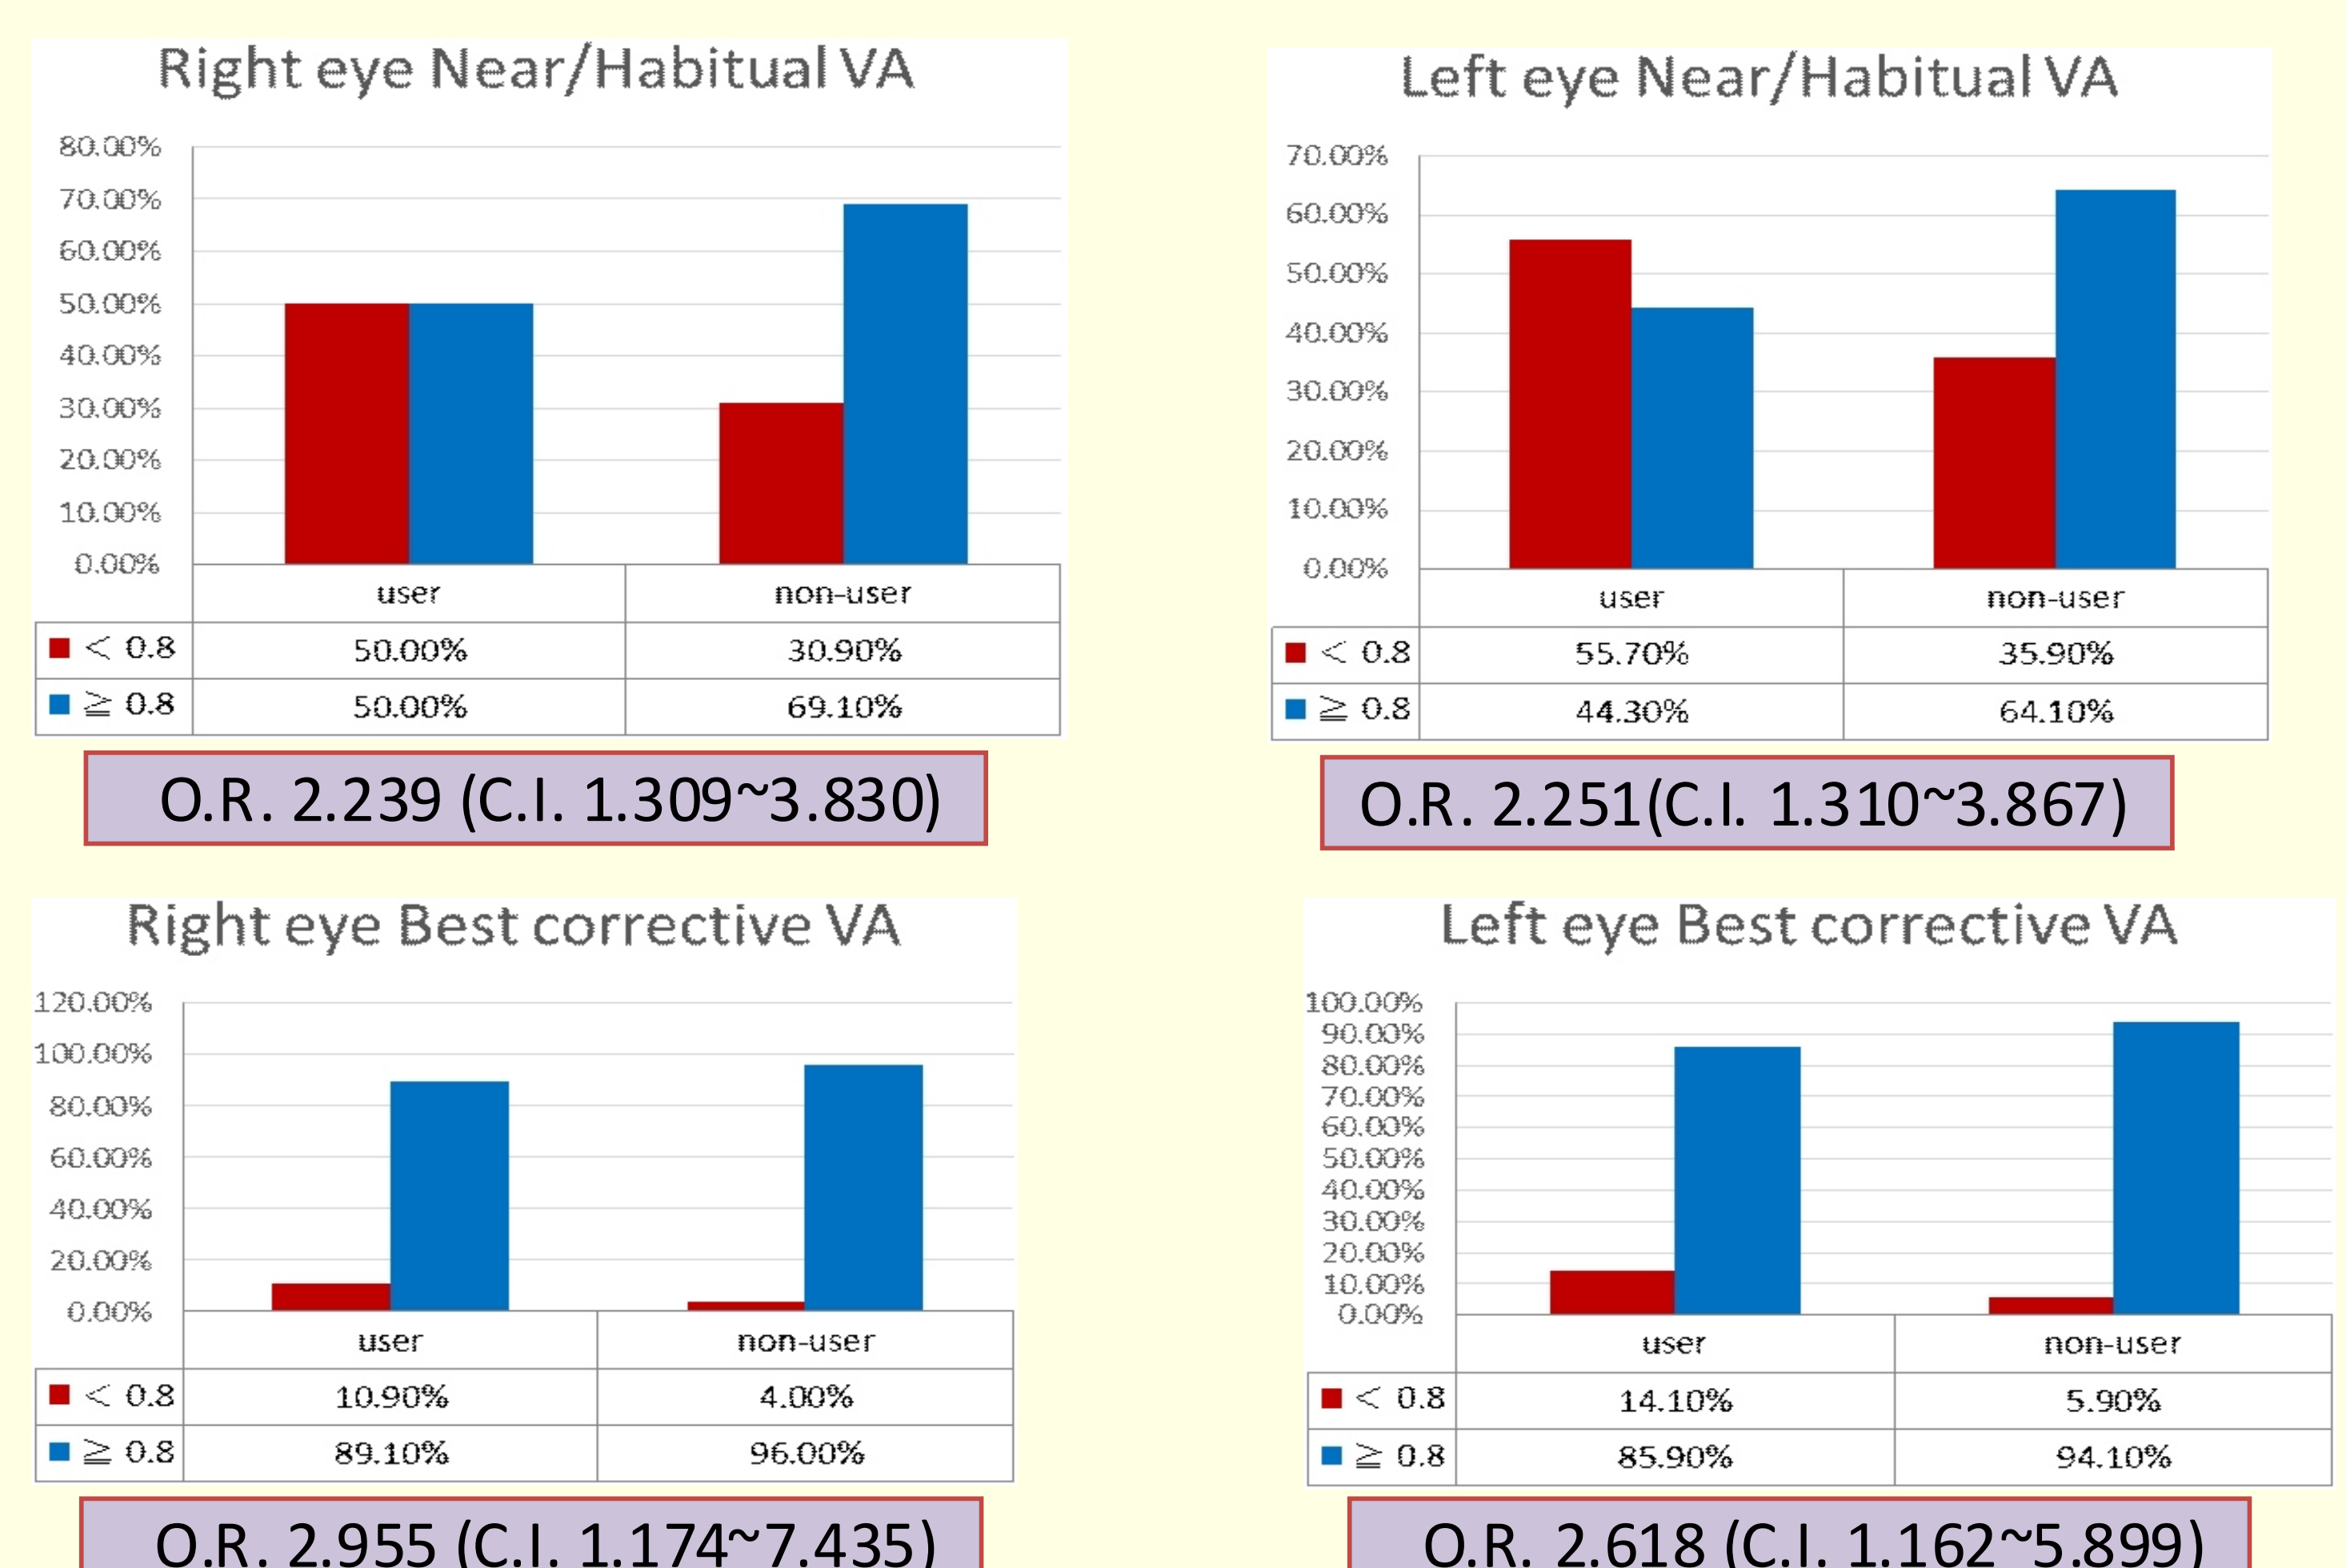 Right eye Near/Habitual VA
80.00%
70.00%
60.00%
50.00%
40.00%
30.00%
20.00%
10.00%
0.00%
user non-user
< 0.8 50.00% 30.90%
≧ 0.8 50.00% 69.10%
O.R. 2.239 (C.I. 1.309~3.830)
Left eye Near/Habitual VA
70.00%
60.00%
50.00%
40.00%
30.00%
20.00%
10.00%
0.00%
user non-user
< 0.8 55.70% 35.90%
≧ 0.8 44.30% 64.10%
O.R. 2.251(C.I. 1.310~3.867)
Right eye Best corrective VA
120.00%
100.00%
80.00%
60.00%
40.00%
20.00%
0.00%
user non-user
< 0.8 10.90% 4.00%
≧ 0.8 89.10% 96.00%
O.R. 2.955 (C.I. 1.174~7.435)
Left eye Best corrective VA
100.00%
90.00%
80.00%
70.00%
60.00%
50.00%
40.00%
30.00%
20.00%
10.00%
0.00%
user non-user
< 0.8 14.10% 5.90%
≧ 0.8 85.90% 94.10%
O.R. 2.618 (C.I. 1.162~5.899)